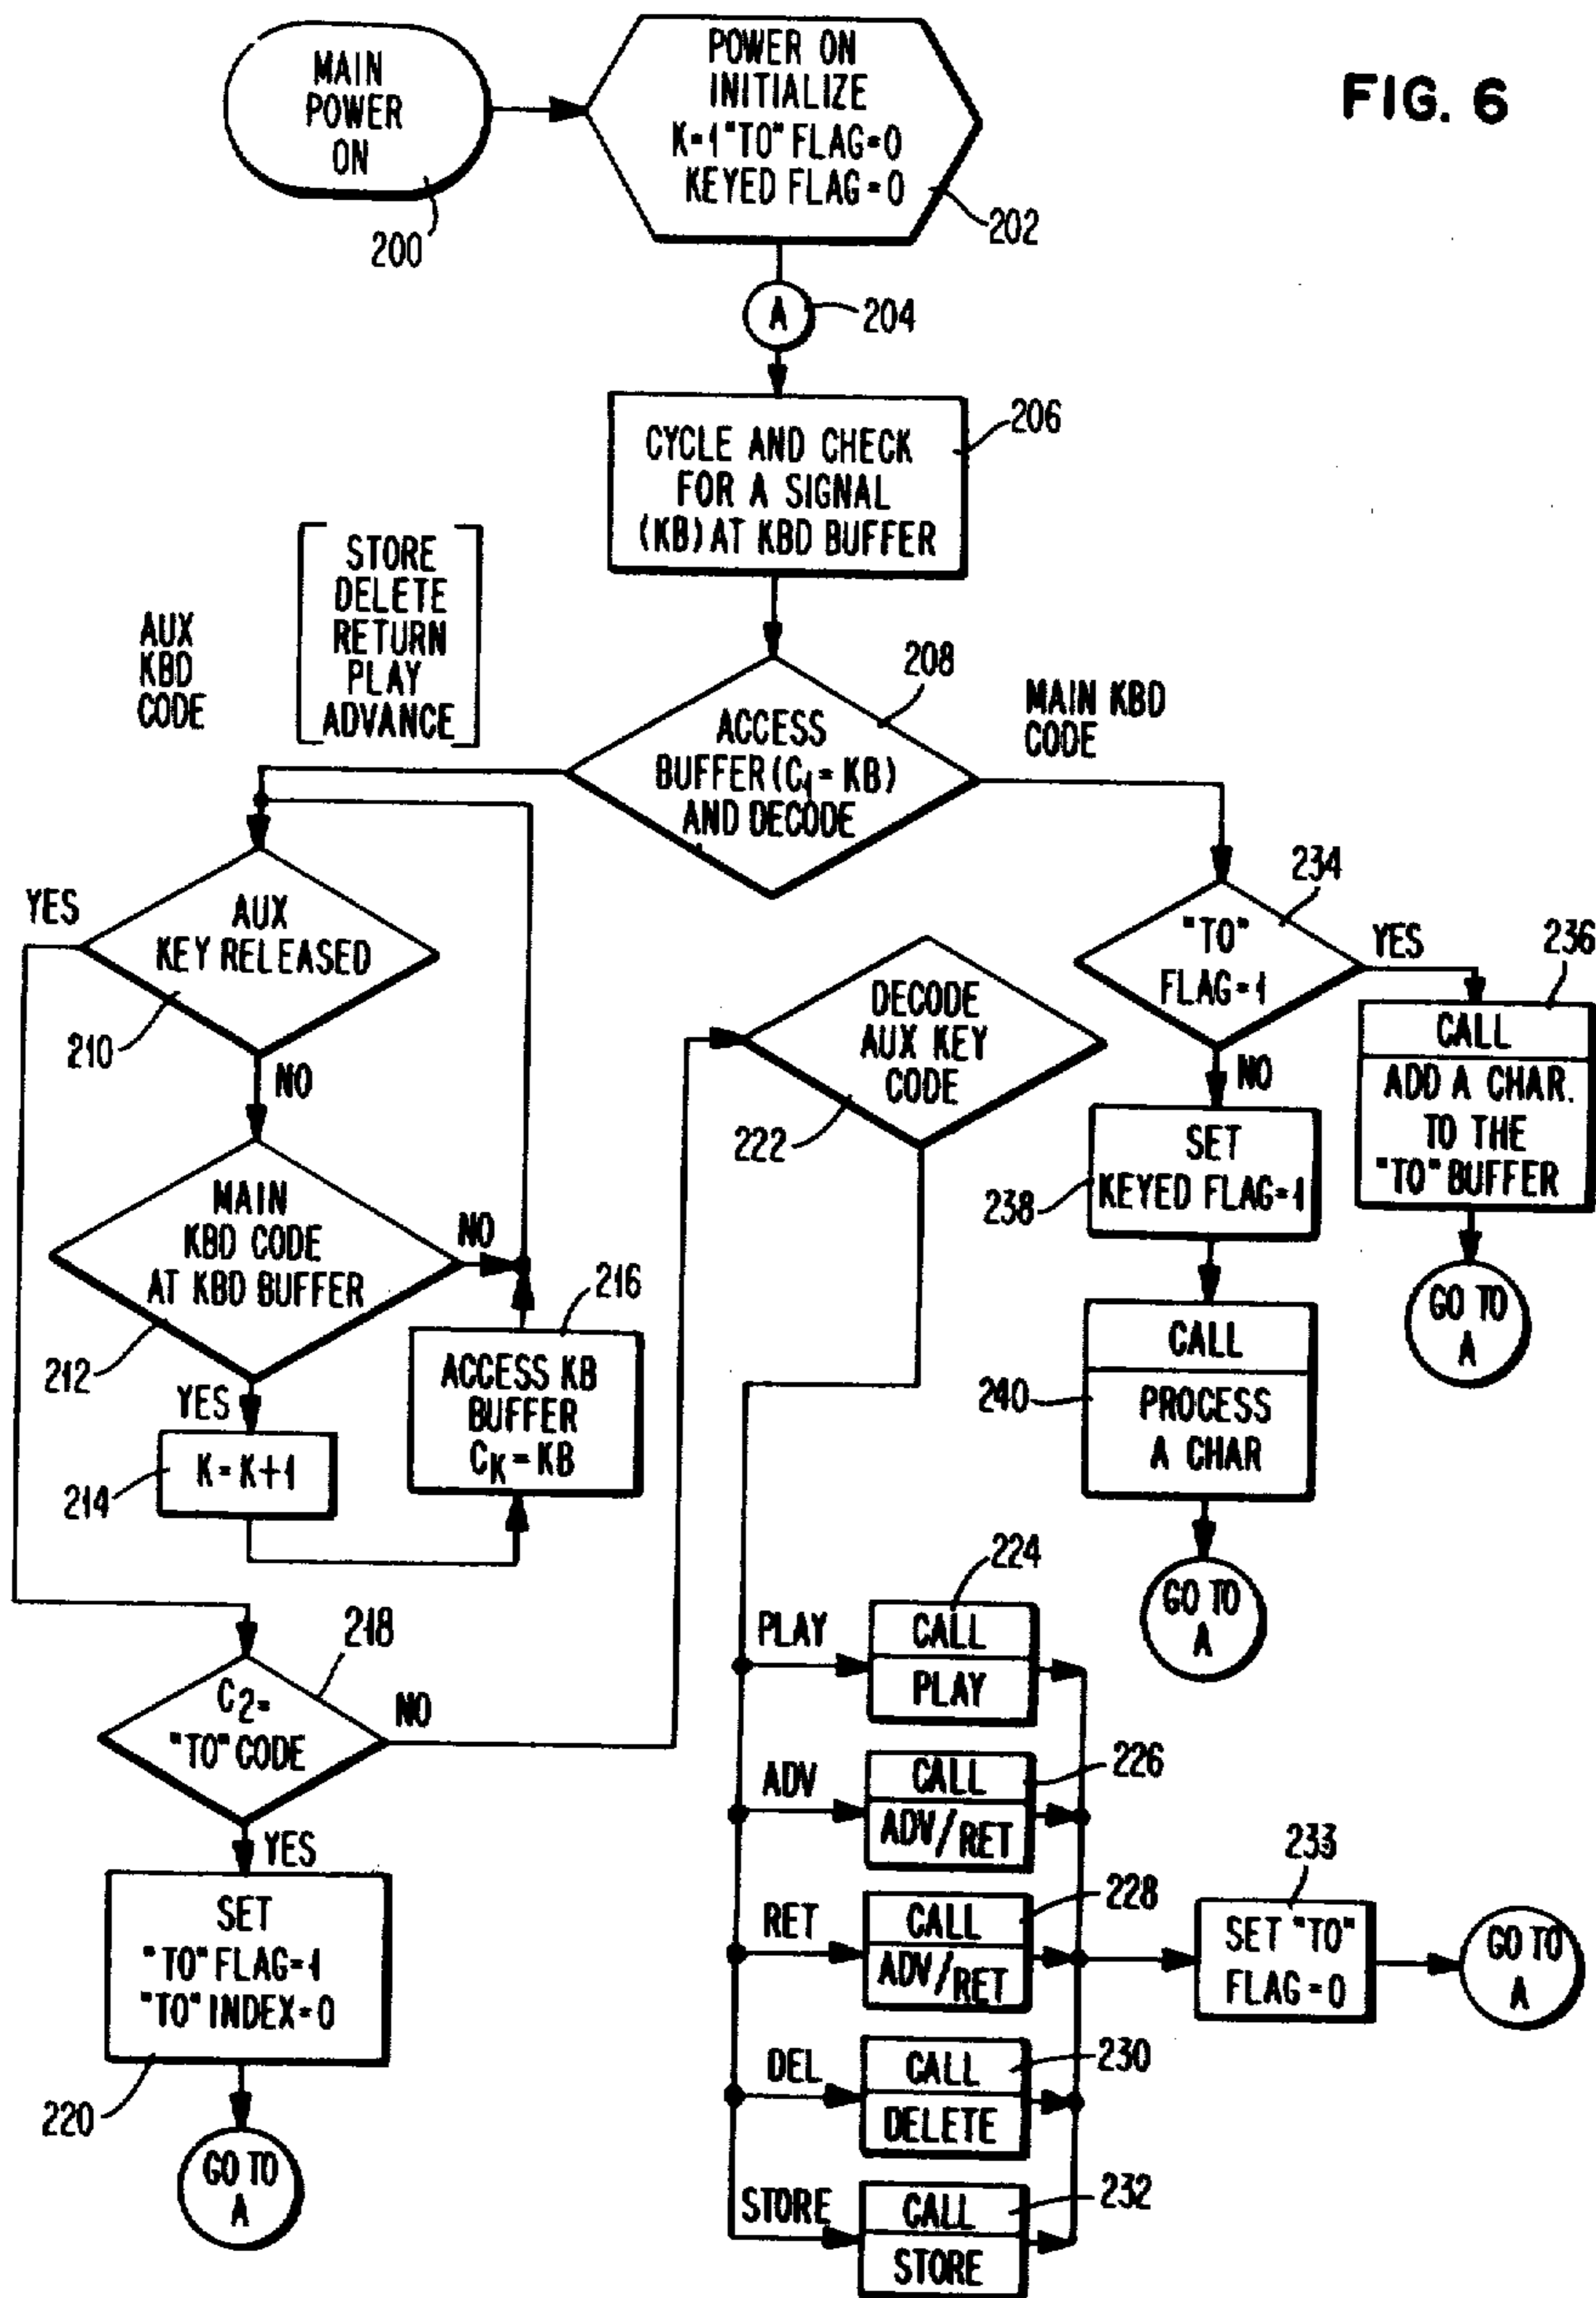 FIG. 6
MAIN
POWER
ON
200
POWER ON
INITIALIZE
K=1 "TO" FLAG=0
KEYED FLAG=0
202
A
204
CYCLE AND CHECK
FOR A SIGNAL
(KB) AT KBD BUFFER
206
AUX
KBD
CODE
STORE
DELETE
RETURN
PLAY
ADVANCE
208
ACCESS
BUFFER (C1 = KB)
AND DECODE
MAIN KBD
CODE
YES
AUX
KEY RELEASED
210
NO
MAIN
KBD CODE
AT KBD BUFFER
212
NO
YES
K=K+1
214
216
ACCESS KB
BUFFER
CK=KB
218
C2=
"TO" CODE
NO
YES
SET
"TO" FLAG=1
"TO" INDEX=0
220
GO TO
A
DECODE
AUX KEY
CODE
222
234
"TO"
FLAG=1
YES
NO
236
CALL
ADD A CHAR.
TO THE
"TO" BUFFER
GO TO
A
SET
KEYED FLAG=1
238
CALL
PROCESS
A CHAR
240
GO TO
A
PLAY
224
CALL
PLAY
ADV
226
CALL
ADV/RET
RET
228
CALL
ADV/RET
DEL
230
CALL
DELETE
STORE
232
CALL
STORE
233
SET "TO"
FLAG=0
GO TO
A